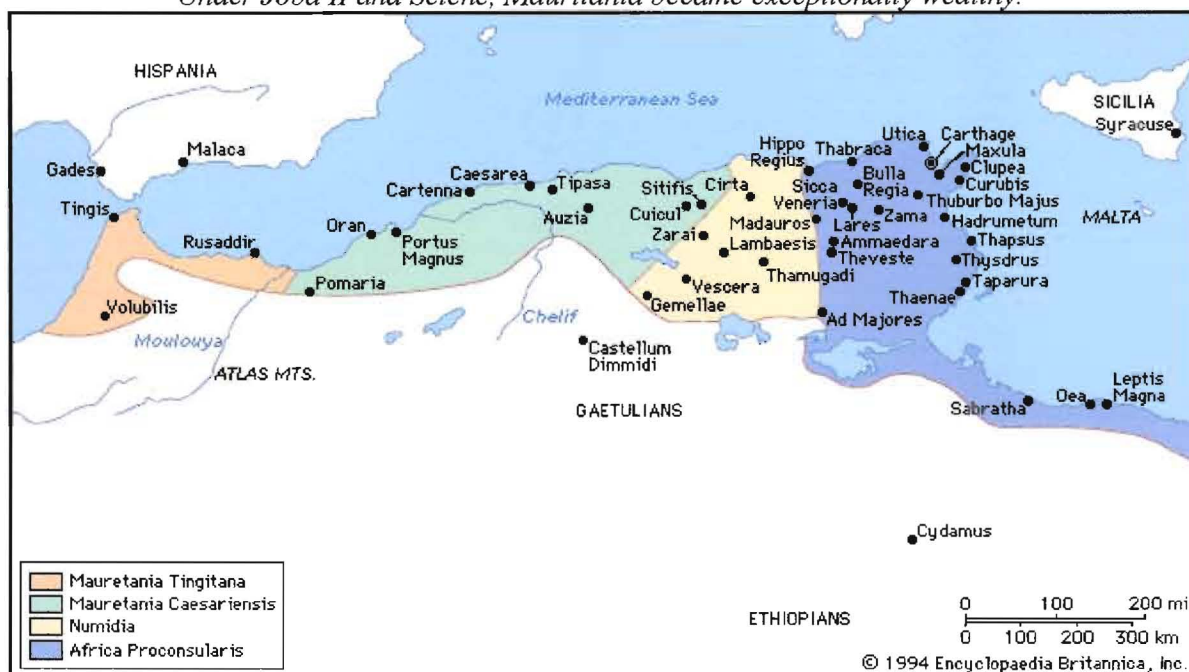 Under Joba II and Selene, Mauritania became exceptionally wealthy.
HISPANIA
Mediterranean Sea
SICILIA
Syracuse
Gades
Malaca
Tingis
Rusaddir
Volubilis
Moulouya
ATLAS MTS.
Oran
Portus
Magnus
Pomaria
Cartenna
Caesarea
Tipasa
Auzia
Chelif
Castellum
Dimmidi
GAETULIANS
Sitifis
Cuicul
Zarai
Cirta
Hippo
Regius
Madauros
Lambaesis
Thamugadi
Vescera
Gemellae
Thabraca
Bulla
Regia
Sicca
Veneria
Lares
Zama
Ammaedara
Theveste
Ad Majores
Utica
Carthage
Maxula
Clupea
Curubis
Thuburbo Majus
Hadrumetum
MALTA
Thapsus
Thysdrus
Taparura
Thaenae
Sabratha
Oea
Leptis
Magna
Cydamus
ETHIOPIANS
Mauretania Tingitana
Mauretania Caesariensis
Numidia
Africa Proconsularis
0 100 200 mi
0 100 200 300 km
© 1994 Encyclopaedia Britannica, Inc.